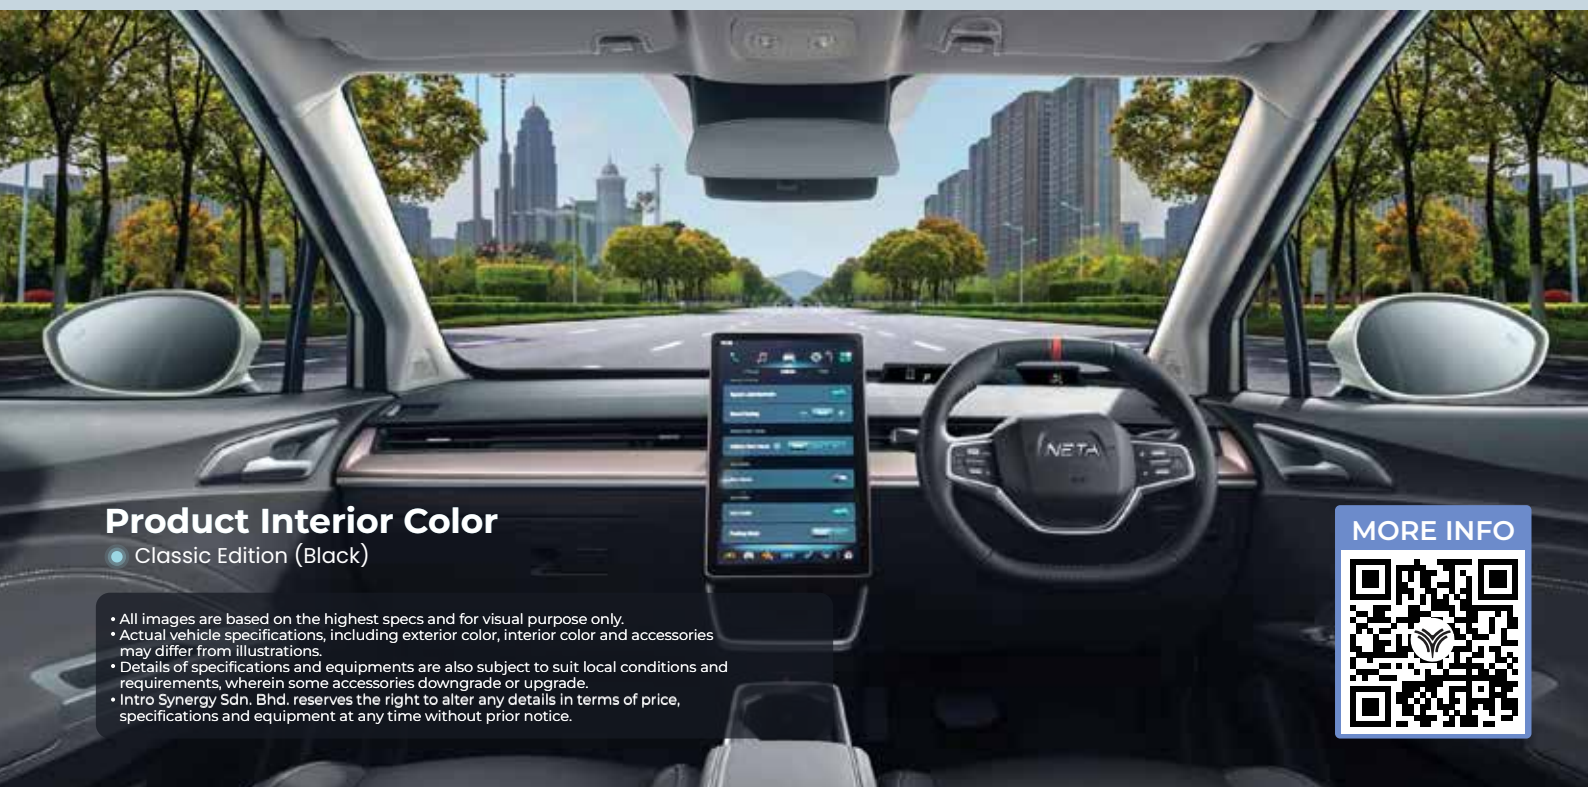 NETA
Product Interior Color
Classic Edition (Black)
MORE INFO
• All images are based on the highest specs and for visual purpose only.
• Actual vehicle specifications, including exterior color, interior color and accessories
may differ from illustrations.
• Details of specifications and equipments are also subject to suit local conditions and
requirements, wherein some accessories downgrade or upgrade.
• Intro Synergy Sdn. Bhd. reserves the right to alter any details in terms of price,
specifications and equipment at any time without prior notice.